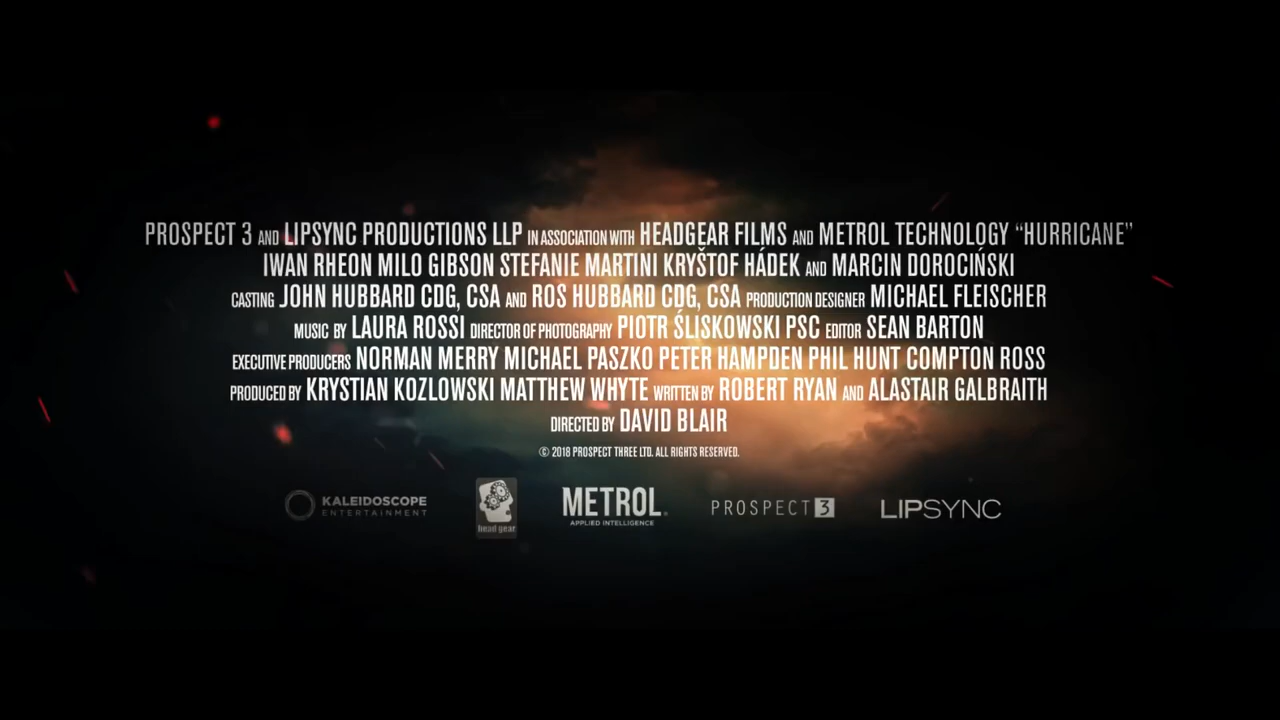 PROSPECT 3 AND LIPSYNC PRODUCTIONS LLP IN ASSOCIATION WITH HEADGEAR FILMS AND METROL TECHNOLOGY “HURRICANE”
IWAN RHEON MILO GIBSON STEFANIE MARTINI KRYŠTOF HÁDEK AND MARCIN DOROCIŃSKI
CASTING JOHN HUBBARD CDG, CSA AND ROS HUBBARD CDG, CSA PRODUCTION DESIGNER MICHAEL FLEISCHER
MUSIC BY LAURA ROSSI DIRECTOR OF PHOTOGRAPHY PIOTR ŚLISKOWSKI PSC EDITOR SEAN BARTON
EXECUTIVE PRODUCERS NORMAN MERRY MICHAEL PASZKO PETER HAMPDEN PHIL HUNT COMPTON ROSS
PRODUCED BY KRYSTIAN KOZLOWSKI MATTHEW WHYTE WRITTEN BY ROBERT RYAN AND ALASTAIR GALBRAITH
DIRECTED BY DAVID BLAIR
© 2018 PROSPECT THREE LTD. ALL RIGHTS RESERVED.
KALEIDOSCOPE
ENTERTAINMENT
head gear
METROL
APPLIED INTELLIGENCE
PROSPECT 3
LIPSYNC